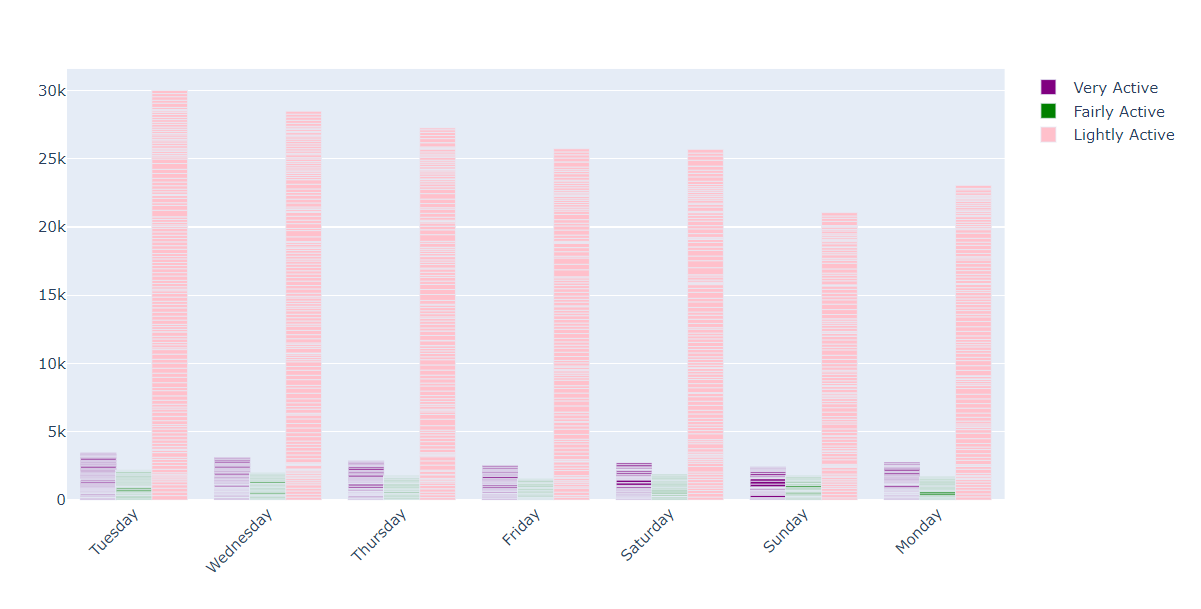 30k
25k
20k
15k
10k
5k
0
Tuesday
Wednesday
Thursday
Friday
Saturday
Sunday
Monday
Very Active
Fairly Active
Lightly Active